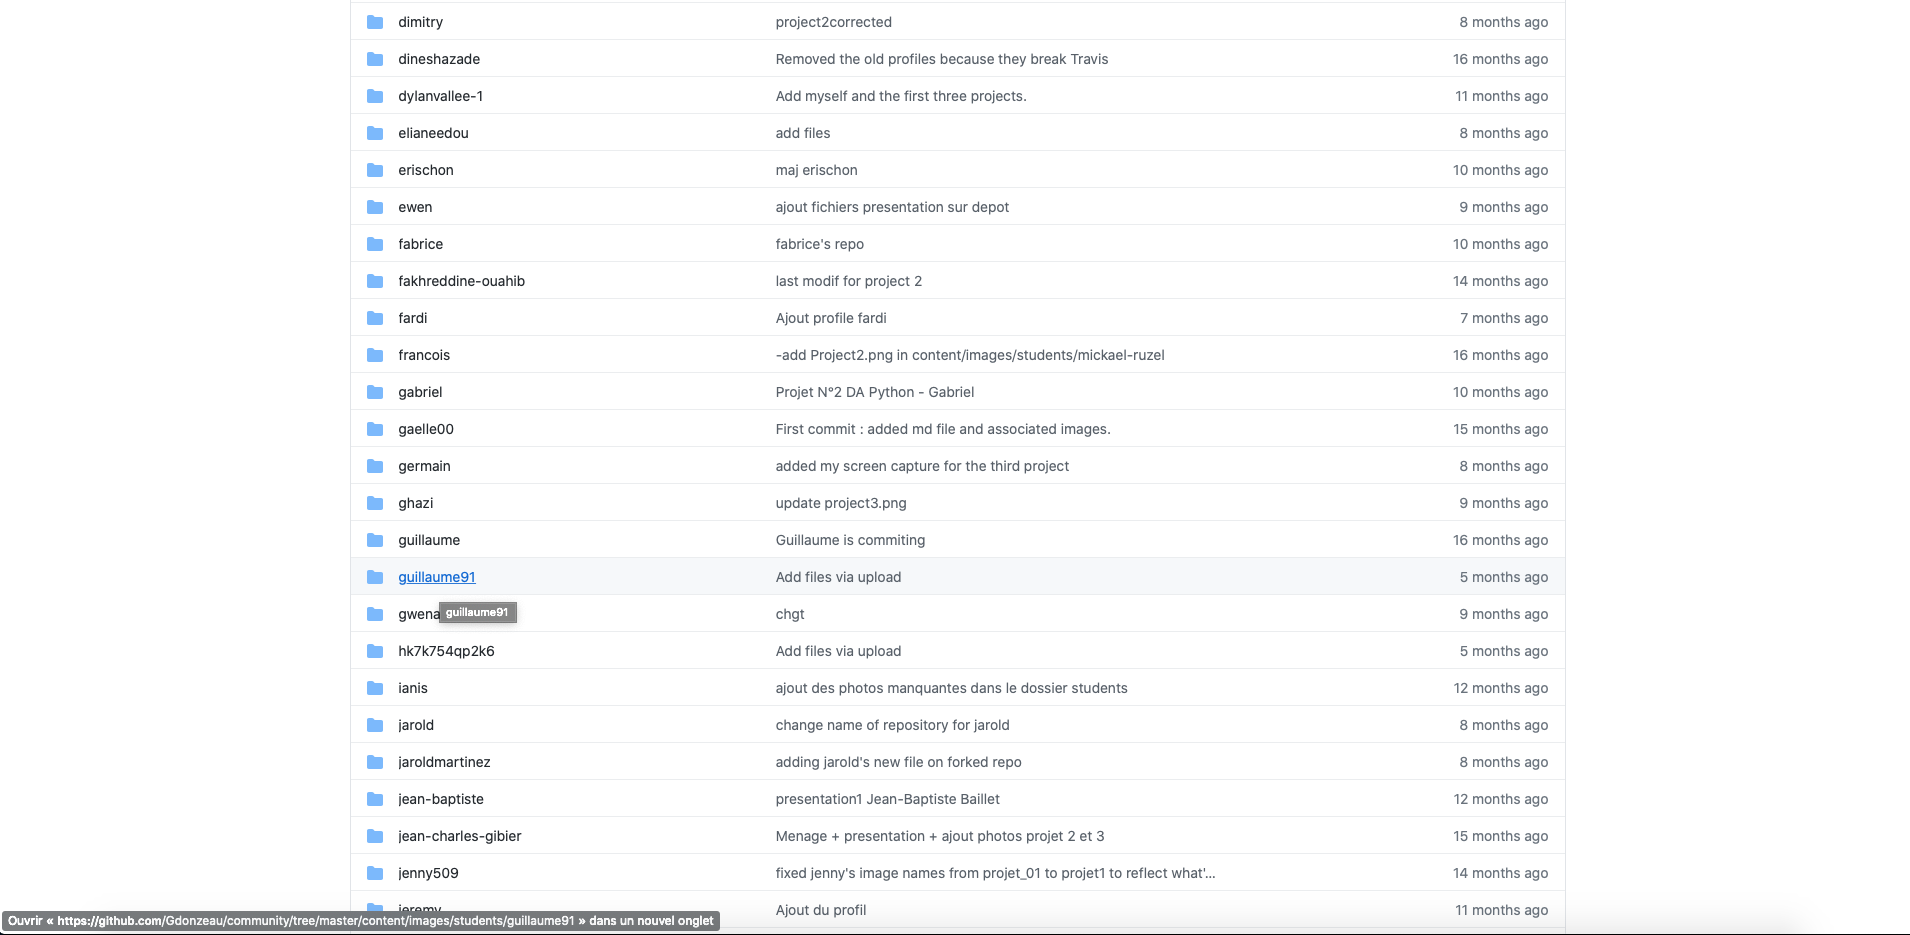 dimitry project2corrected 8 months ago
dineshazade Removed the old profiles because they break Travis 16 months ago
dylanvallee-1 Add myself and the first three projects. 11 months ago
elianeedou add files 8 months ago
erischon maj erischon 10 months ago
ewen ajout fichiers presentation sur depot 9 months ago
fabrice fabrice's repo 10 months ago
fakhreddine-ouahib last modif for project 2 14 months ago
fardi Ajout profile fardi 7 months ago
francois -add Project2.png in content/images/students/mickael-ruzel 16 months ago
gabriel Projet N°2 DA Python - Gabriel 10 months ago
gaelle00 First commit : added md file and associated images. 15 months ago
germain added my screen capture for the third project 8 months ago
ghazi update project3.png 9 months ago
guillaume Guillaume is commiting 16 months ago
guillaume91 Add files via upload 5 months ago
gwena guillaume91 chgt 9 months ago
hk7k754qp2k6 Add files via upload 5 months ago
ianis ajout des photos manquantes dans le dossier students 12 months ago
jarold change name of repository for jarold 8 months ago
jaroldmartinez adding jarold's new file on forked repo 8 months ago
jean-baptiste presentation1 Jean-Baptiste Baillet 12 months ago
jean-charles-gibier Menage + presentation + ajout photos projet 2 et 3 15 months ago
jenny509 fixed jenny's image names from projet_01 to projet1 to reflect what'... 14 months ago
jeremy Ajout du profil 11 months ago
Ouvrir « https://github.com/Gdonzeau/community/tree/master/content/images/students/guillaume91 » dans un nouvel onglet